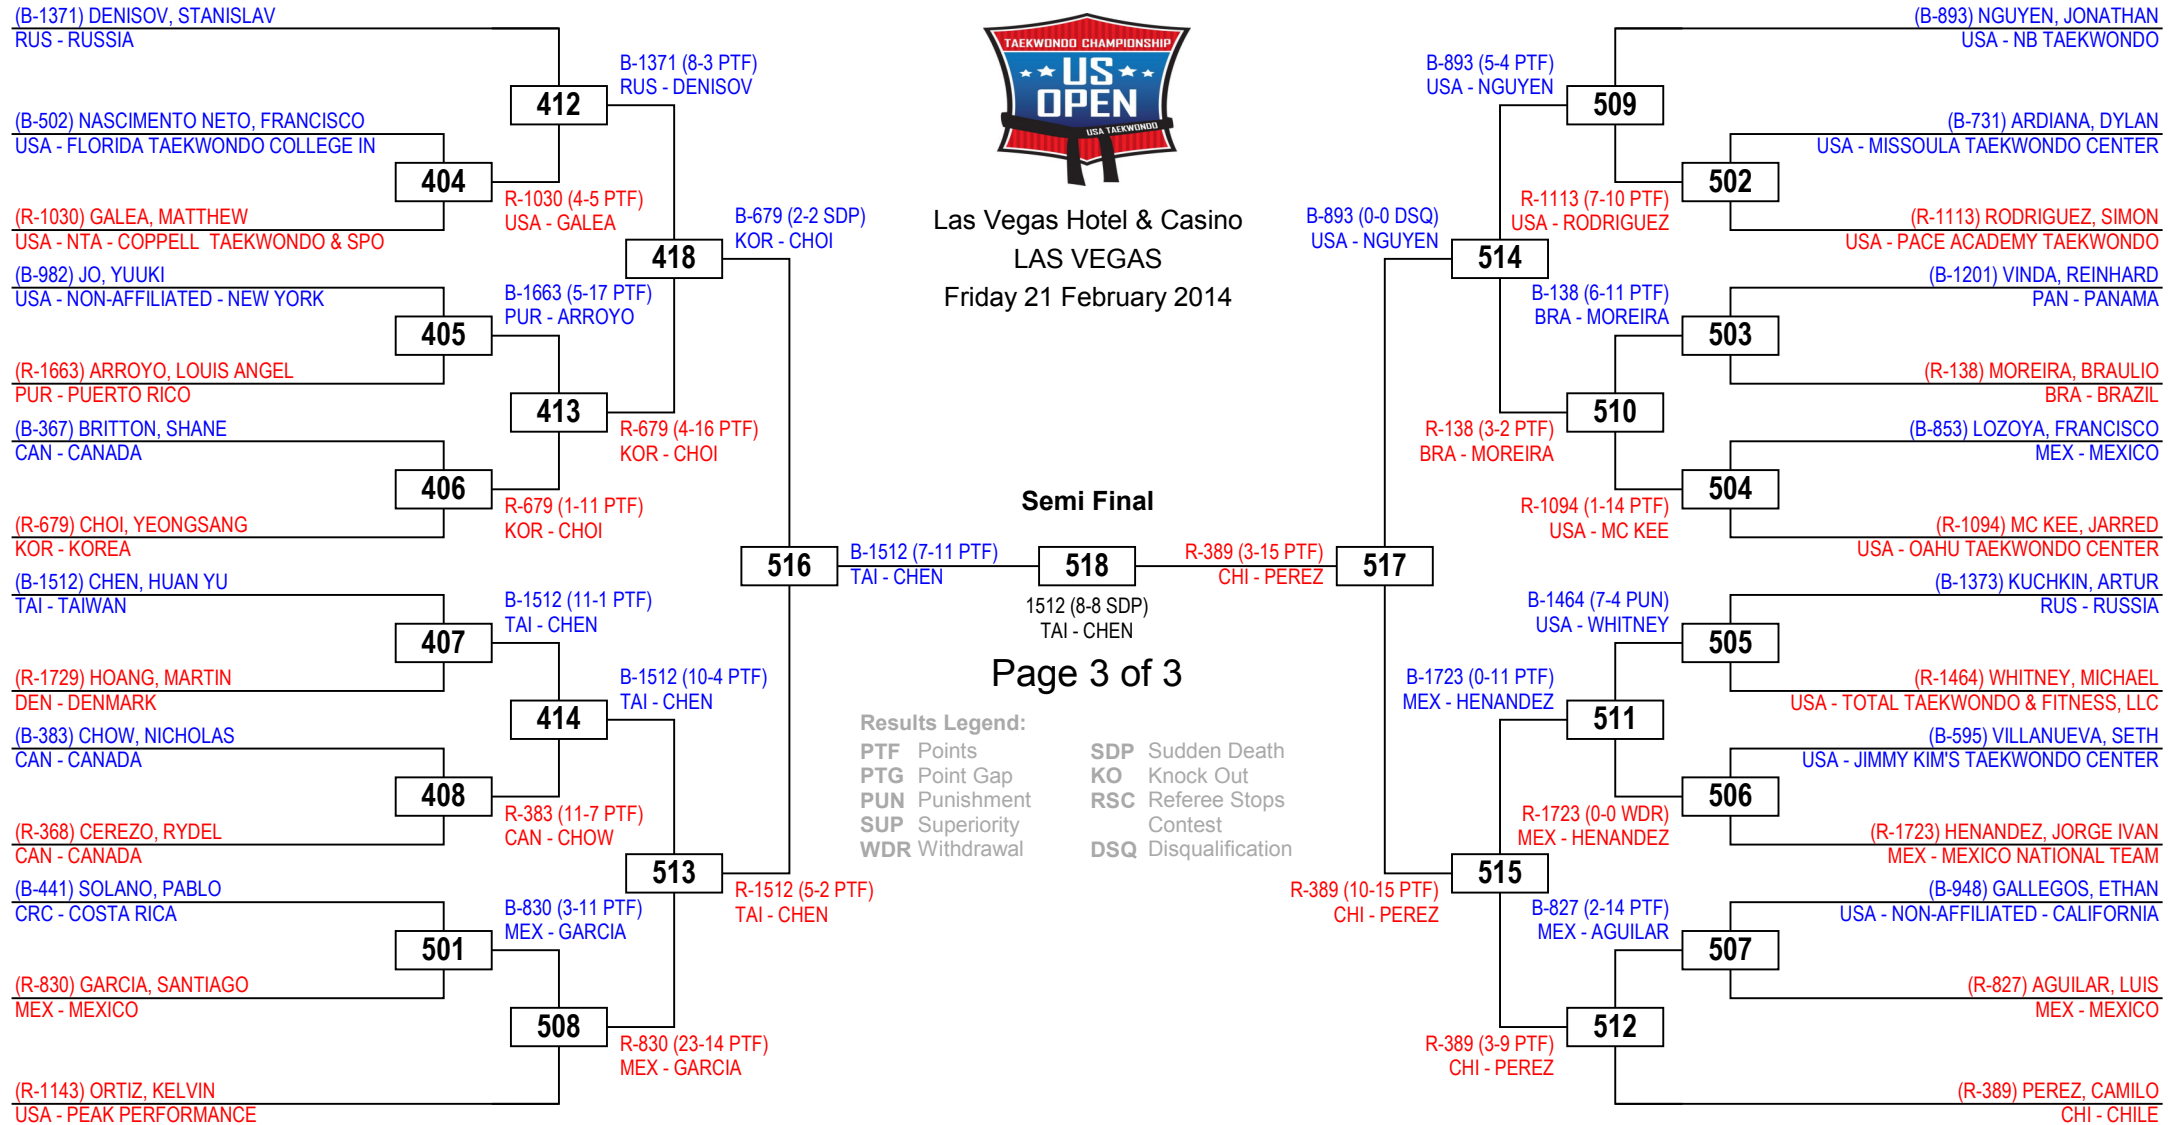 (B-1371) DENISOV, STANISLAV
RUS - RUSSIA
(B-502) NASCIMENTO NETO, FRANCISCO
USA - FLORIDA TAEKWONDO COLLEGE IN
(R-1030) GALEA, MATTHEW
USA - NTA - COPPELL TAEKWONDO & SPO
(B-982) JO, YUUKI
USA - NON-AFFILIATED - NEW YORK
(R-1663) ARROYO, LOUIS ANGEL
PUR - PUERTO RICO
(B-367) BRITTON, SHANE
CAN - CANADA
(R-679) CHOI, YEONGSANG
KOR - KOREA
(B-1512) CHEN, HUAN YU
TAI - TAIWAN
(R-1729) HOANG, MARTIN
DEN - DENMARK
(B-383) CHOW, NICHOLAS
CAN - CANADA
(R-368) CEREZO, RYDEL
CAN - CANADA
(B-441) SOLANO, PABLO
CRC - COSTA RICA
(R-830) GARCIA, SANTIAGO
MEX - MEXICO
(R-1143) ORTIZ, KELVIN
USA - PEAK PERFORMANCE
404
405
406
407
408
501
R-1030 (4-5 PTF)
USA - GALEA
B-1663 (5-17 PTF)
PUR - ARROYO
R-679 (1-11 PTF)
KOR - CHOI
B-1512 (11-1 PTF)
TAI - CHEN
R-383 (11-7 PTF)
CAN - CHOW
B-830 (3-11 PTF)
MEX - GARCIA
412
413
414
508
B-1371 (8-3 PTF)
RUS - DENISOV
R-679 (4-16 PTF)
KOR - CHOI
B-1512 (10-4 PTF)
TAI - CHEN
R-830 (23-14 PTF)
MEX - GARCIA
418
513
B-679 (2-2 SDP)
KOR - CHOI
R-1512 (5-2 PTF)
TAI - CHEN
516
B-1512 (7-11 PTF)
TAI - CHEN
TAEKWONDO CHAMPIONSHIP
US
OPEN
USA TAEKWONDO
Las Vegas Hotel & Casino
LAS VEGAS
Friday 21 February 2014
Semi Final
518
1512 (8-8 SDP)
TAI - CHEN
Page 3 of 3
Results Legend:
PTF Points SDP Sudden Death
PTG Point Gap KO Knock Out
PUN Punishment RSC Referee Stops
SUP Superiority Contest
WDR Withdrawal DSQ Disqualification
R-389 (3-15 PTF)
CHI - PEREZ
517
B-893 (0-0 DSQ)
USA - NGUYEN
R-389 (10-15 PTF)
CHI - PEREZ
514
515
B-893 (5-4 PTF)
USA - NGUYEN
R-138 (3-2 PTF)
BRA - MOREIRA
B-1723 (0-11 PTF)
MEX - HENANDEZ
R-389 (3-9 PTF)
CHI - PEREZ
509
510
511
512
R-1113 (7-10 PTF)
USA - RODRIGUEZ
B-138 (6-11 PTF)
BRA - MOREIRA
R-1094 (1-14 PTF)
USA - MC KEE
B-1464 (7-4 PUN)
USA - WHITNEY
R-1723 (0-0 WDR)
MEX - HENANDEZ
B-827 (2-14 PTF)
MEX - AGUILAR
502
503
504
505
506
507
(B-893) NGUYEN, JONATHAN
USA - NB TAEKWONDO
(B-731) ARDIANA, DYLAN
USA - MISSOULA TAEKWONDO CENTER
(R-1113) RODRIGUEZ, SIMON
USA - PACE ACADEMY TAEKWONDO
(B-1201) VINDA, REINHARD
PAN - PANAMA
(R-138) MOREIRA, BRAULIO
BRA - BRAZIL
(B-853) LOZOYA, FRANCISCO
MEX - MEXICO
(R-1094) MC KEE, JARRED
USA - OAHU TAEKWONDO CENTER
(B-1373) KUCHKIN, ARTUR
RUS - RUSSIA
(R-1464) WHITNEY, MICHAEL
USA - TOTAL TAEKWONDO & FITNESS, LLC
(B-595) VILLANUEVA, SETH
USA - JIMMY KIM'S TAEKWONDO CENTER
(R-1723) HENANDEZ, JORGE IVAN
MEX - MEXICO NATIONAL TEAM
(B-948) GALLEGOS, ETHAN
USA - NON-AFFILIATED - CALIFORNIA
(R-827) AGUILAR, LUIS
MEX - MEXICO
(R-389) PEREZ, CAMILO
CHI - CHILE